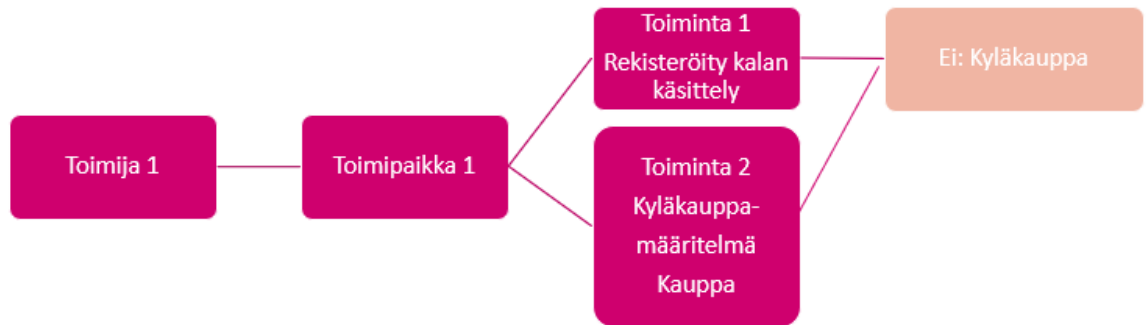 Toimija 1
Toimipaikka 1
Toiminta 1
Rekisteröity kalan
käsittely
Toiminta 2
Kyläkauppa-
määritelmä
Kauppa
Ei: Kyläkauppa